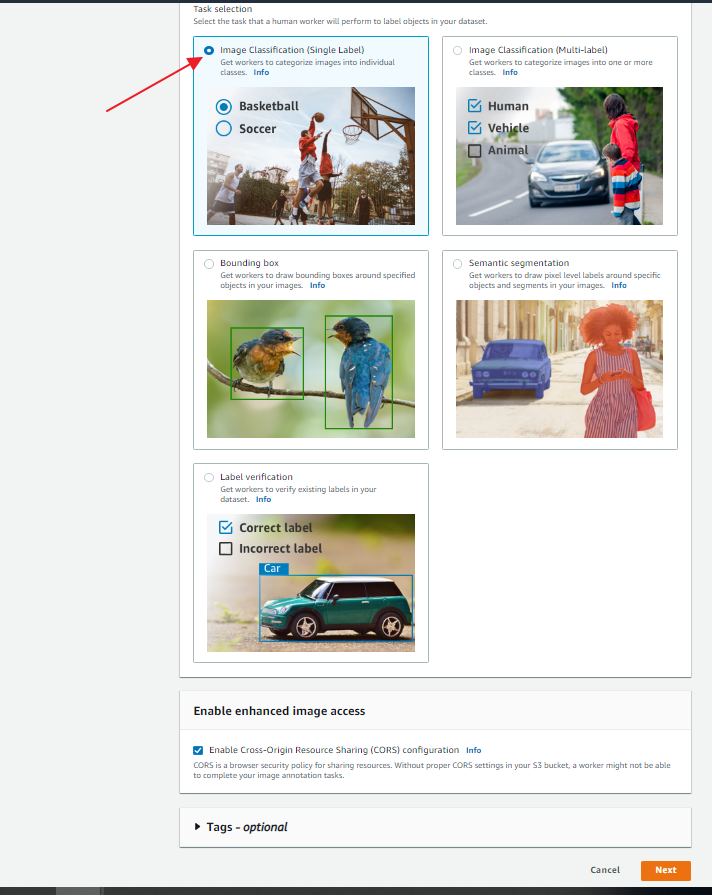 Task selection
Select the task that a human worker will perform to label objects in your dataset.
Image Classification (Single Label)
Get workers to categorize images into individual
classes. Info
Basketball
Soccer
Image Classification (Multi-label)
Get workers to categorize images into one or more
classes. Info
Human
Vehicle
Animal
Bounding box
Get workers to draw bounding boxes around specified
objects in your images. Info
Semantic segmentation
Get workers to draw pixel level labels around specific
objects and segments in your images. Info
Label verification
Get workers to verify existing labels in your
dataset. Info
Correct label
Incorrect label
Car
Enable enhanced image access
Enable Cross-Origin Resource Sharing (CORS) configuration Info
CORS is a browser security policy for sharing resources. Without proper CORS settings in your S3 bucket, a worker might not be able
to complete your image annotation tasks.
Tags - optional
Cancel Next